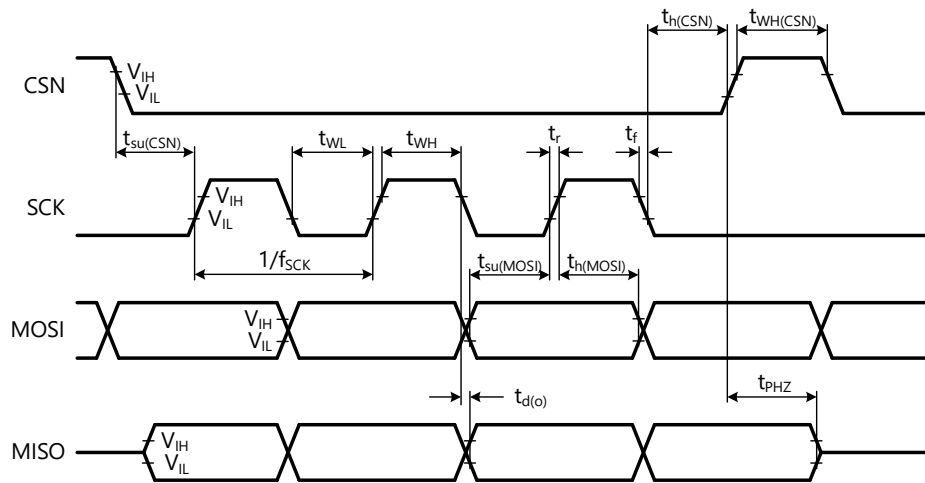 t_h(CSN) t_WH(CSN)
CSN V_IH
V_IL
t_su(CSN) t_WL t_WH t_r t_f
SCK V_IH
V_IL
1/f_SCK t_su(MOSI) t_h(MOSI)
MOSI V_IH
V_IL
t_d(o) t_PHZ
MISO V_IH
V_IL